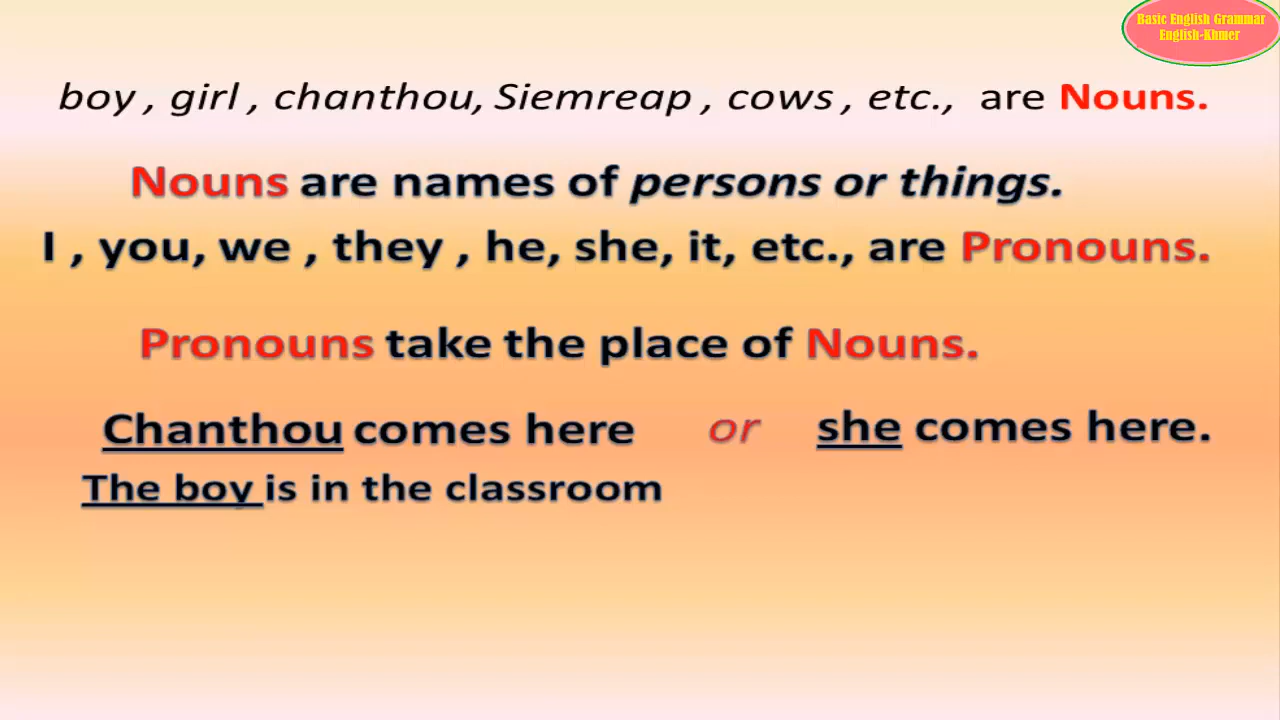 Basic English Grammar
English-Khmer
boy , girl , chanthou, Siemreap , cows , etc., are Nouns.
Nouns are names of persons or things.
I , you, we , they , he, she, it, etc., are Pronouns.
Pronouns take the place of Nouns.
Chanthou comes here or she comes here.
The boy is in the classroom